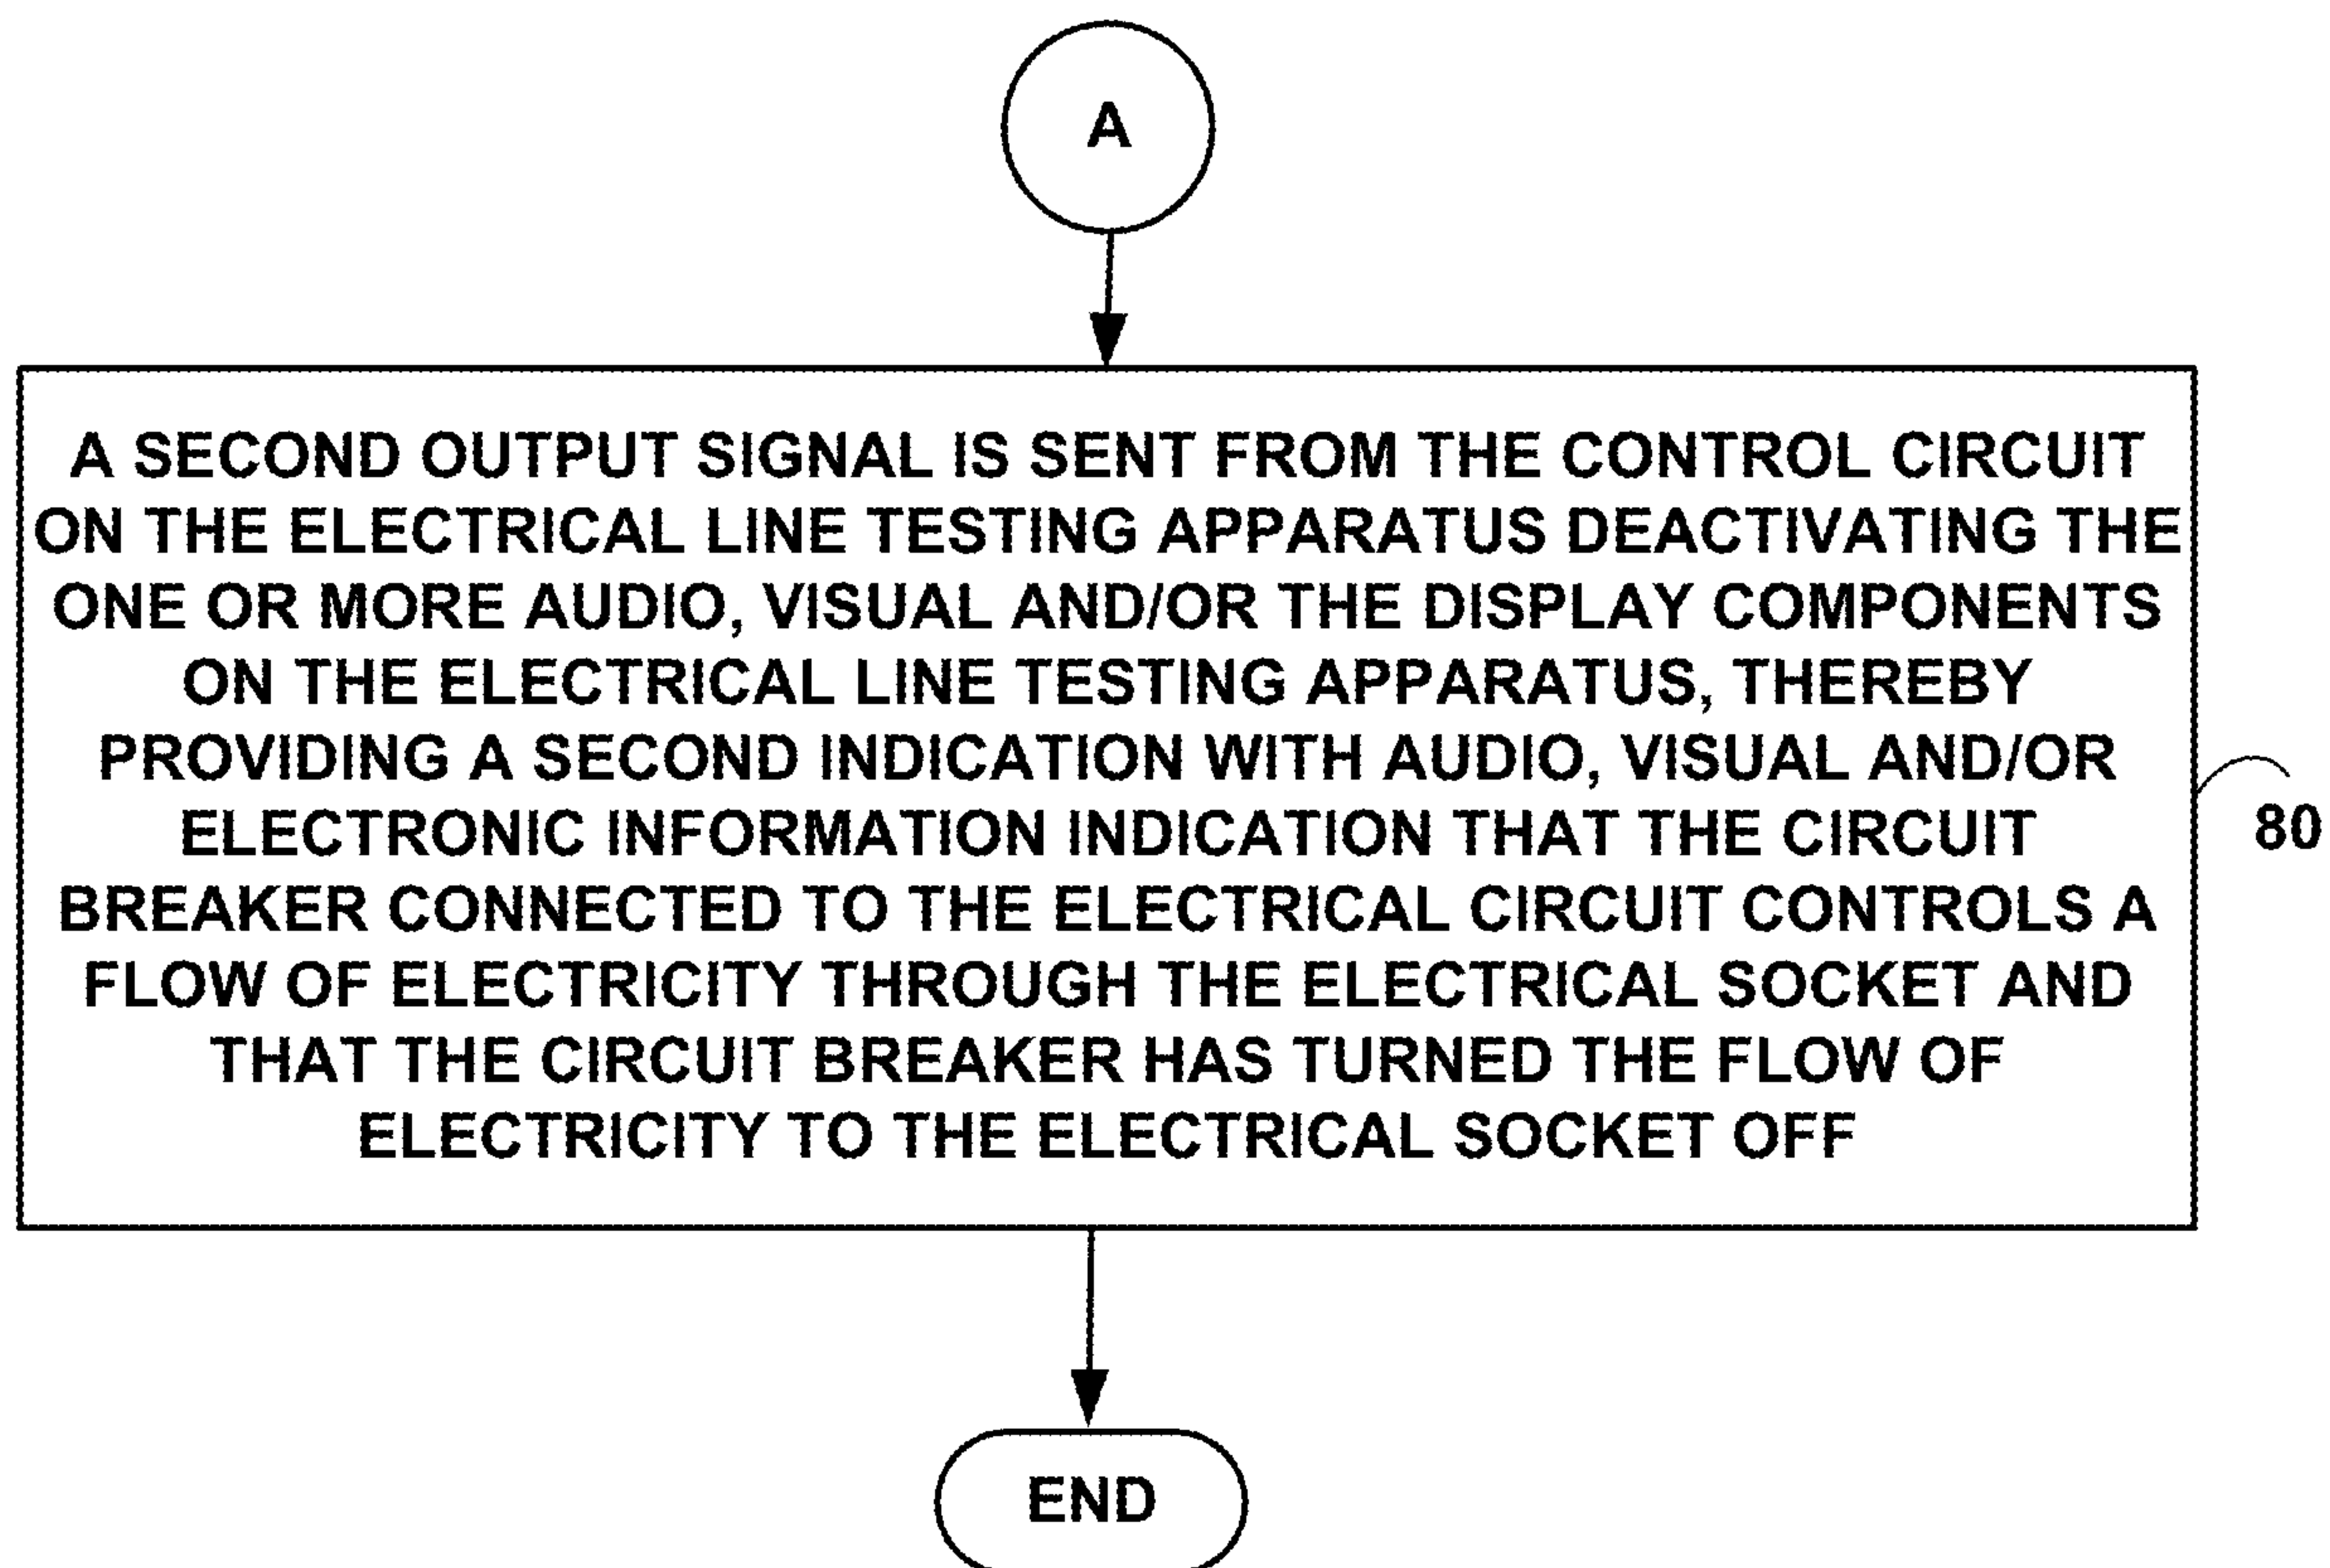 A
A SECOND OUTPUT SIGNAL IS SENT FROM THE CONTROL CIRCUIT
ON THE ELECTRICAL LINE TESTING APPARATUS DEACTIVATING THE
ONE OR MORE AUDIO, VISUAL AND/OR THE DISPLAY COMPONENTS
ON THE ELECTRICAL LINE TESTING APPARATUS, THEREBY
PROVIDING A SECOND INDICATION WITH AUDIO, VISUAL AND/OR
ELECTRONIC INFORMATION INDICATION THAT THE CIRCUIT
BREAKER CONNECTED TO THE ELECTRICAL CIRCUIT CONTROLS A
FLOW OF ELECTRICITY THROUGH THE ELECTRICAL SOCKET AND
THAT THE CIRCUIT BREAKER HAS TURNED THE FLOW OF
ELECTRICITY TO THE ELECTRICAL SOCKET OFF
80
END